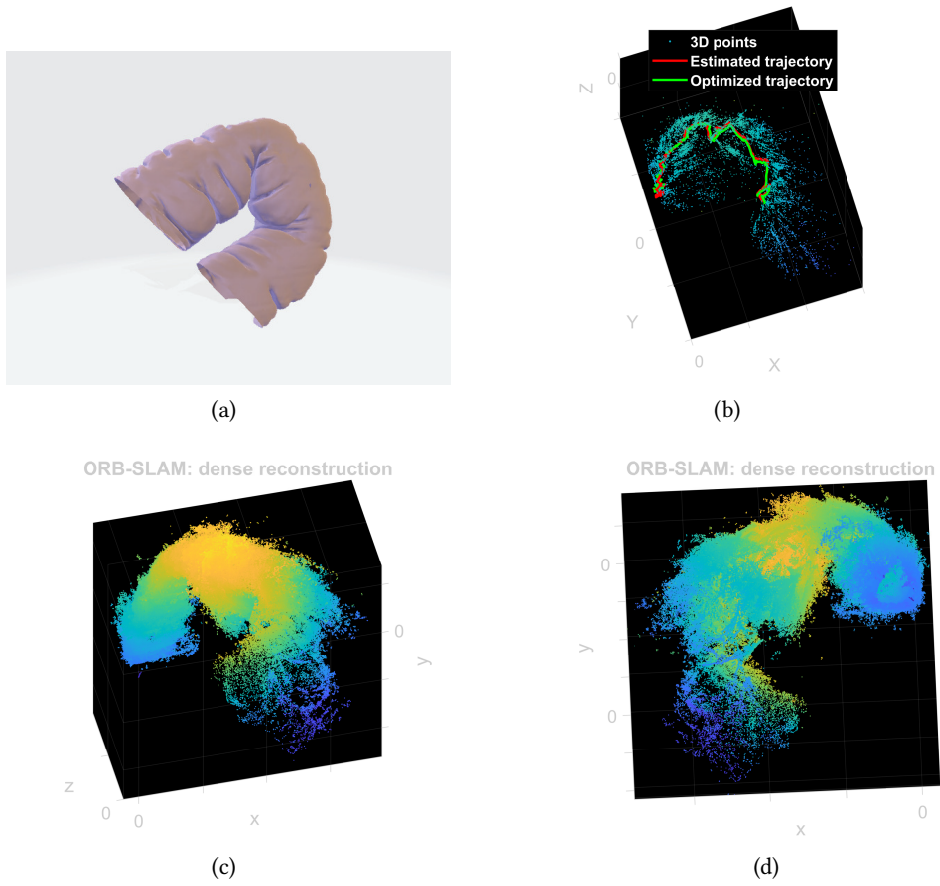 3D points
Estimated trajectory
Optimized trajectory
Z
0
0
Y
0
X
(a)
(b)
ORB-SLAM: dense reconstruction
0
y
z
0
0
x
(c)
ORB-SLAM: dense reconstruction
0
y
0
0
x
(d)